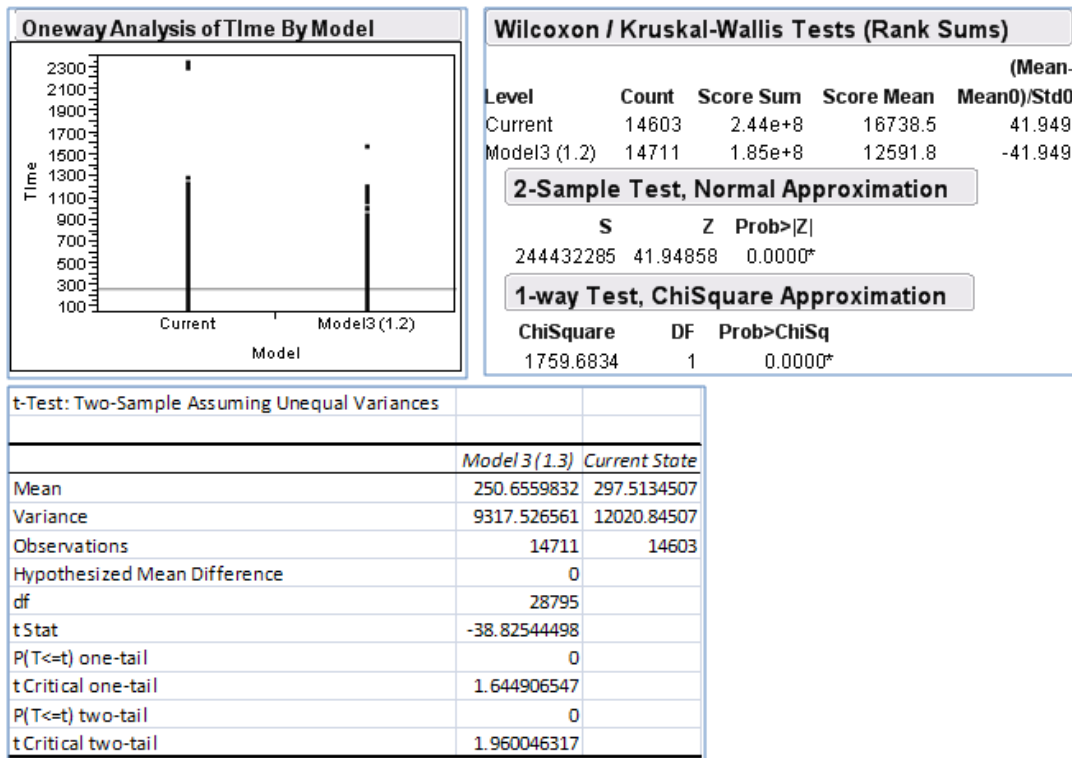 Oneway Analysis of TIme By Model
2300
2100
1900
1700
1500
1300
1100
900
700
500
300
100
TIme
Current
Model3 (1.2)
Model
Wilcoxon / Kruskal-Wallis Tests (Rank Sums)
(Mean-
Level Count Score Sum Score Mean Mean0)/Std0
Current 14603 2.44e+8 16738.5 41.949
Model3 (1.2) 14711 1.85e+8 12591.8 -41.949
2-Sample Test, Normal Approximation
S Z Prob>|Z|
244432285 41.94858 0.0000*
1-way Test, ChiSquare Approximation
ChiSquare DF Prob>ChiSq
1759.6834 1 0.0000*
t-Test: Two-Sample Assuming Unequal Variances
Model 3 (1.3) Current State
Mean 250.6559832 297.5134507
Variance 9317.526561 12020.84507
Observations 14711 14603
Hypothesized Mean Difference 0
df 28795
t Stat -38.82544498
P(T<=t) one-tail 0
t Critical one-tail 1.644906547
P(T<=t) two-tail 0
t Critical two-tail 1.960046317